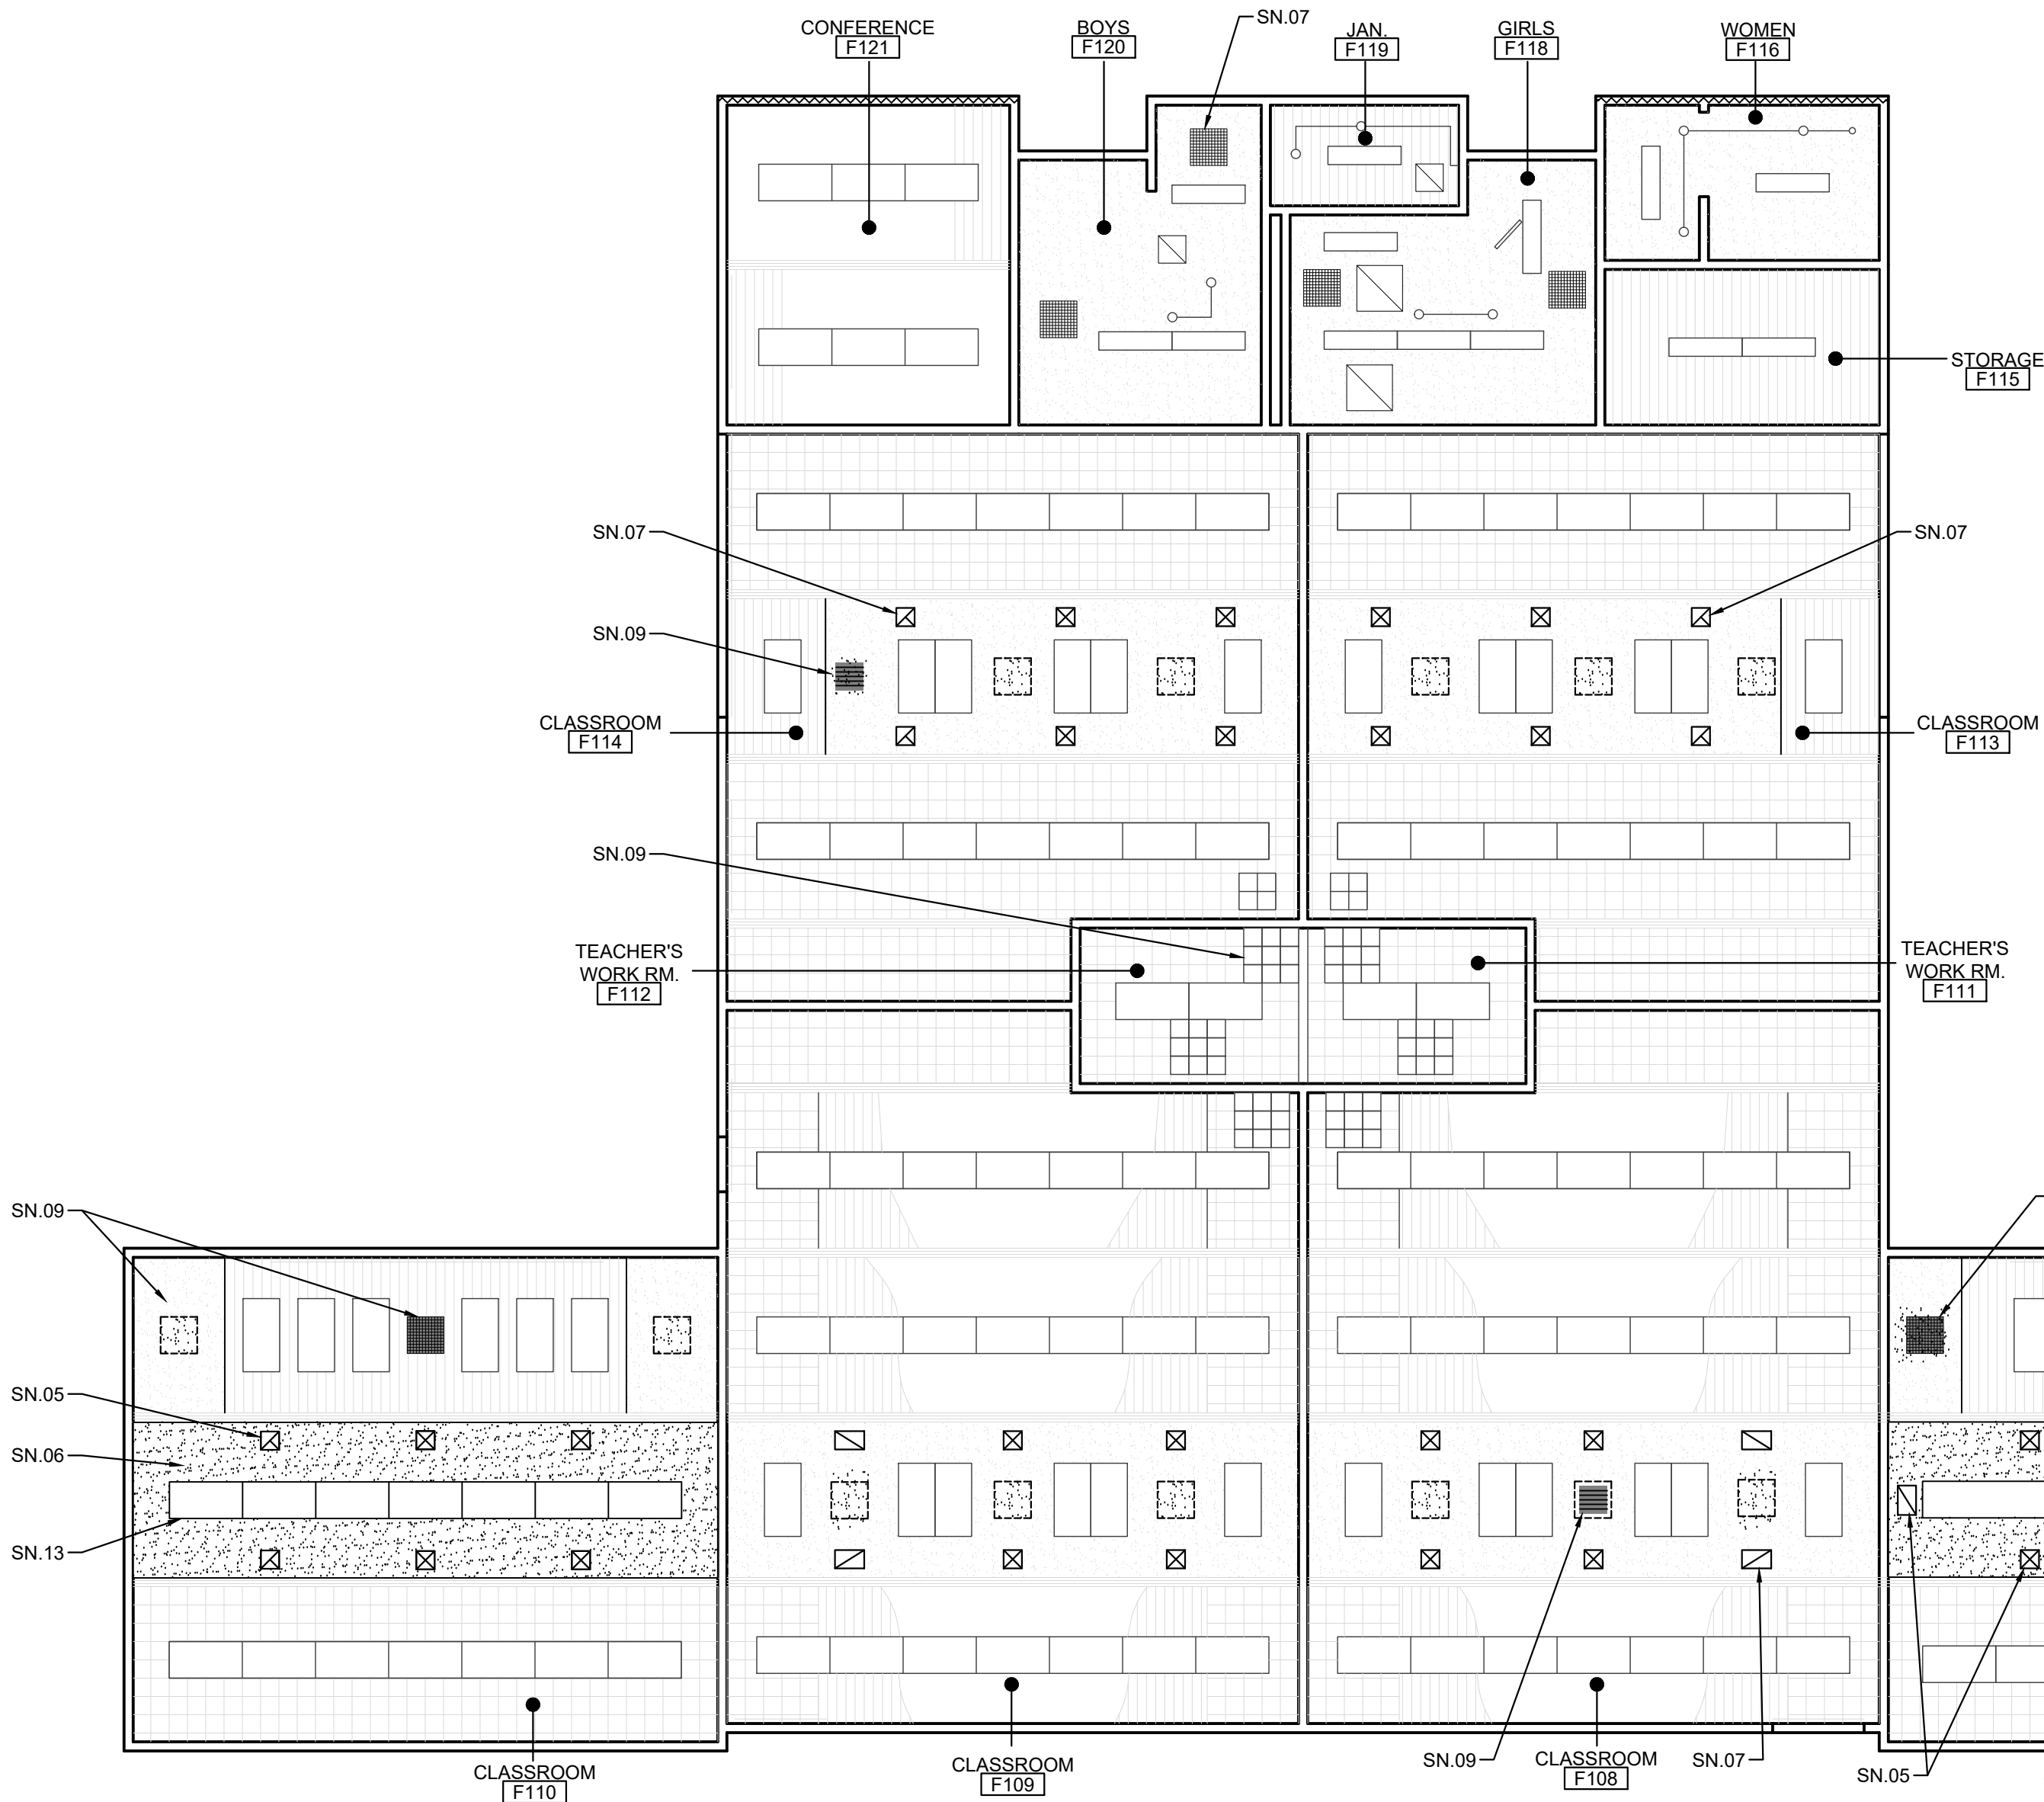 SN.07
CONFERENCE
F121
BOYS
F120
JAN.
F119
GIRLS
F118
WOMEN
F116
STORAGE
F115
SN.07
SN.07
SN.09
CLASSROOM
F114
CLASSROOM
F113
SN.09
TEACHER'S
WORK RM.
F112
TEACHER'S
WORK RM.
F111
SN.09
SN.05
SN.06
SN.13
CLASSROOM
F110
CLASSROOM
F109
SN.09
CLASSROOM
F108
SN.07
SN.05